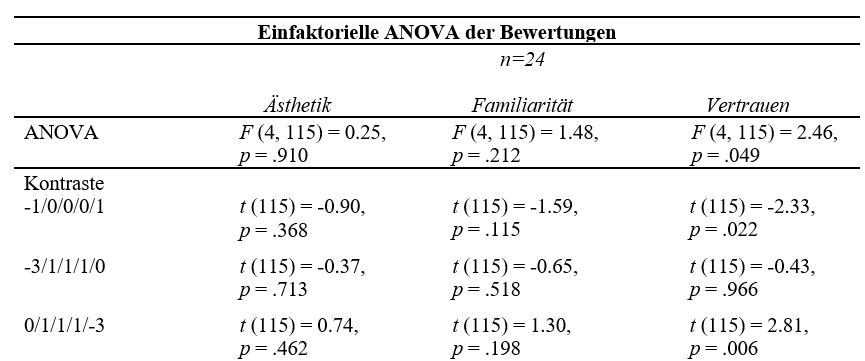 Einfaktorielle ANOVA der Bewertungen
n=24
Ästhetik Familiarität Vertrauen
ANOVA F (4, 115) = 0.25, F (4, 115) = 1.48, F (4, 115) = 2.46,
p = .910 p = .212 p = .049
Kontraste
-1/0/0/0/1 t (115) = -0.90, t (115) = -1.59, t (115) = -2.33,
p = .368 p = .115 p = .022
-3/1/1/1/0 t (115) = -0.37, t (115) = -0.65, t (115) = -0.43,
p = .713 p = .518 p = .966
0/1/1/1/-3 t (115) = 0.74, t (115) = 1.30, t (115) = 2.81,
p = .462 p = .198 p = .006